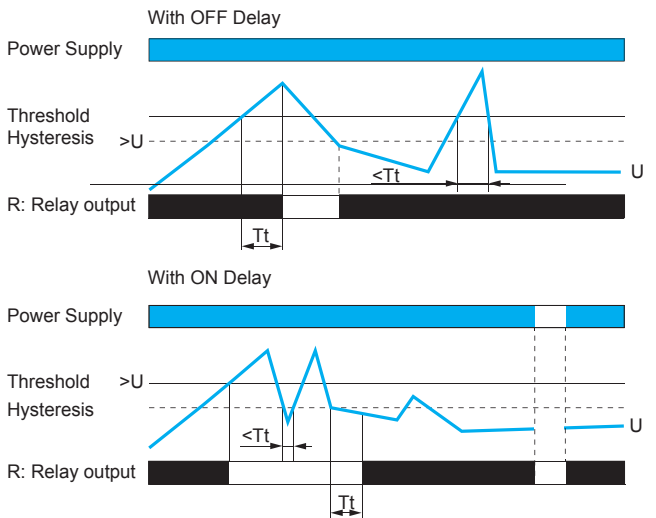 With OFF Delay
Power Supply
Threshold
Hysteresis
>U
<Tt
U
R: Relay output
Tt
With ON Delay
Power Supply
Threshold >U
Hysteresis
<Tt
U
R: Relay output
Tt